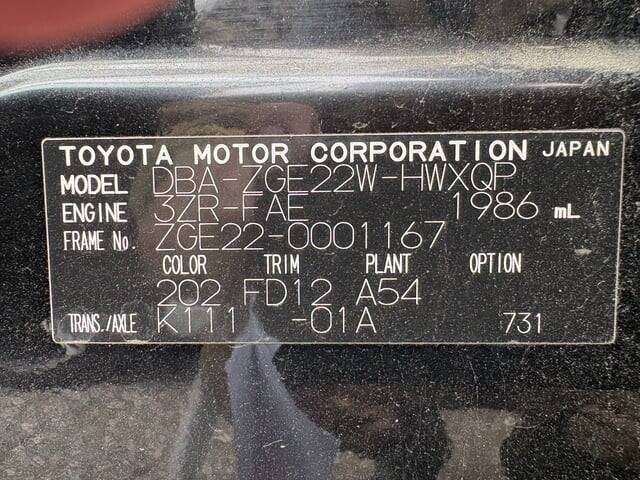 TOYOTA MOTOR CORPORATION JAPAN
MODEL DBA-ZGE22W-HWXQP
ENGINE 3ZR-FAE 1986 mL
FRAME No. ZGE22-0001167
COLOR TRIM PLANT OPTION
202 FD12 A54
TRANS./AXLE K111 -01A 731